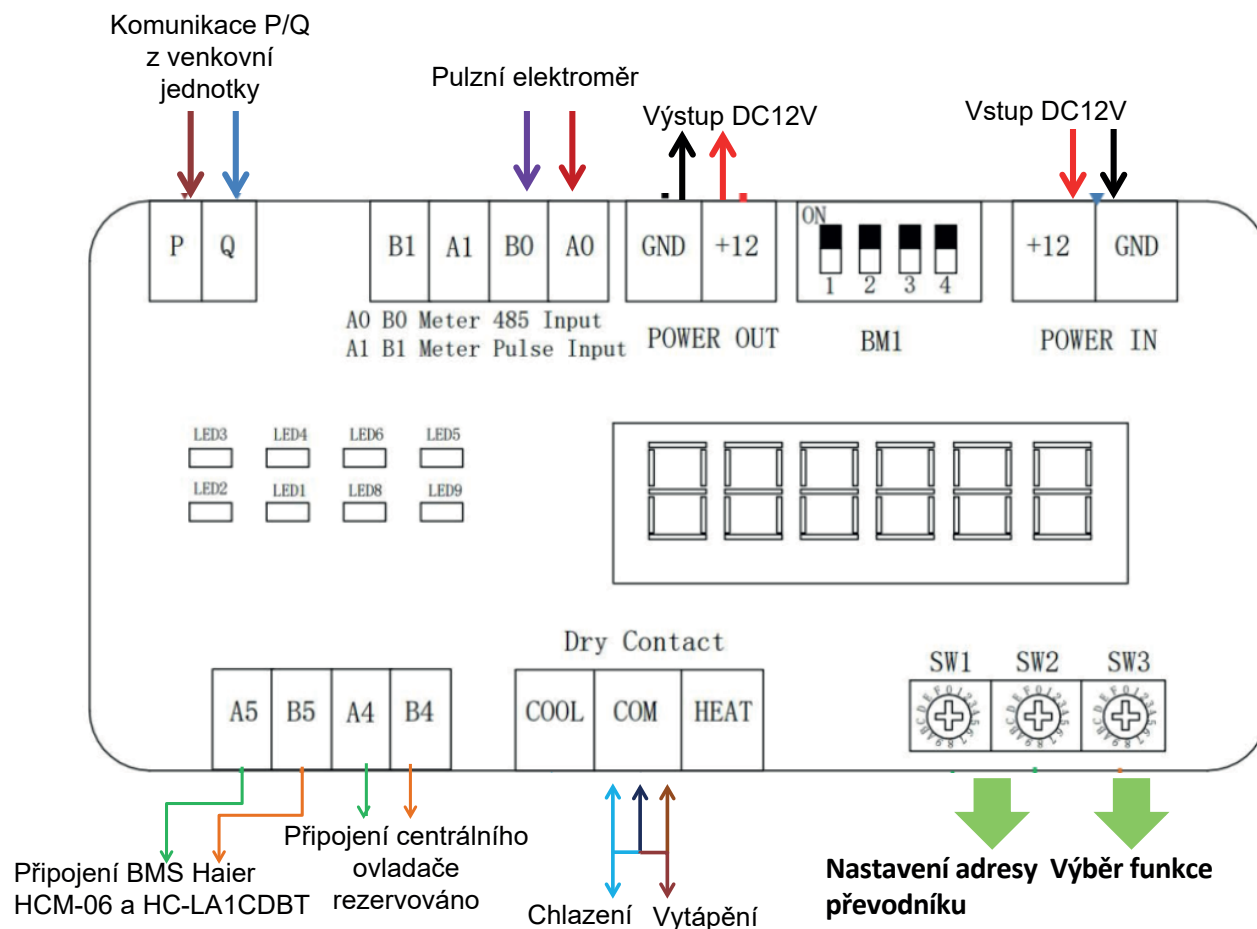 Komunikace P/Q
z venkovní
jednotky
Pulzní elektroměr
Výstup DC12V
Vstup DC12V
P Q
B1 A1 B0 A0
GND +12
ON
1 2 3 4
+12 GND
A0 B0 Meter 485 Input
A1 B1 Meter Pulse Input
POWER OUT
BM1
POWER IN
LED3 LED4 LED6 LED5
LED2 LED1 LED8 LED9
Dry Contact
SW1 SW2 SW3
A5 B5 A4 B4
COOL COM HEAT
0123456789ABCDEF
0123456789ABCDEF
0123456789ABCDEF
Připojení BMS Haier
HCM-06 a HC-LA1CDBT
Připojení centrálního
ovladače
rezervováno
Chlazení
Vytápění
Nastavení adresy
převodníku
Výběr funkce